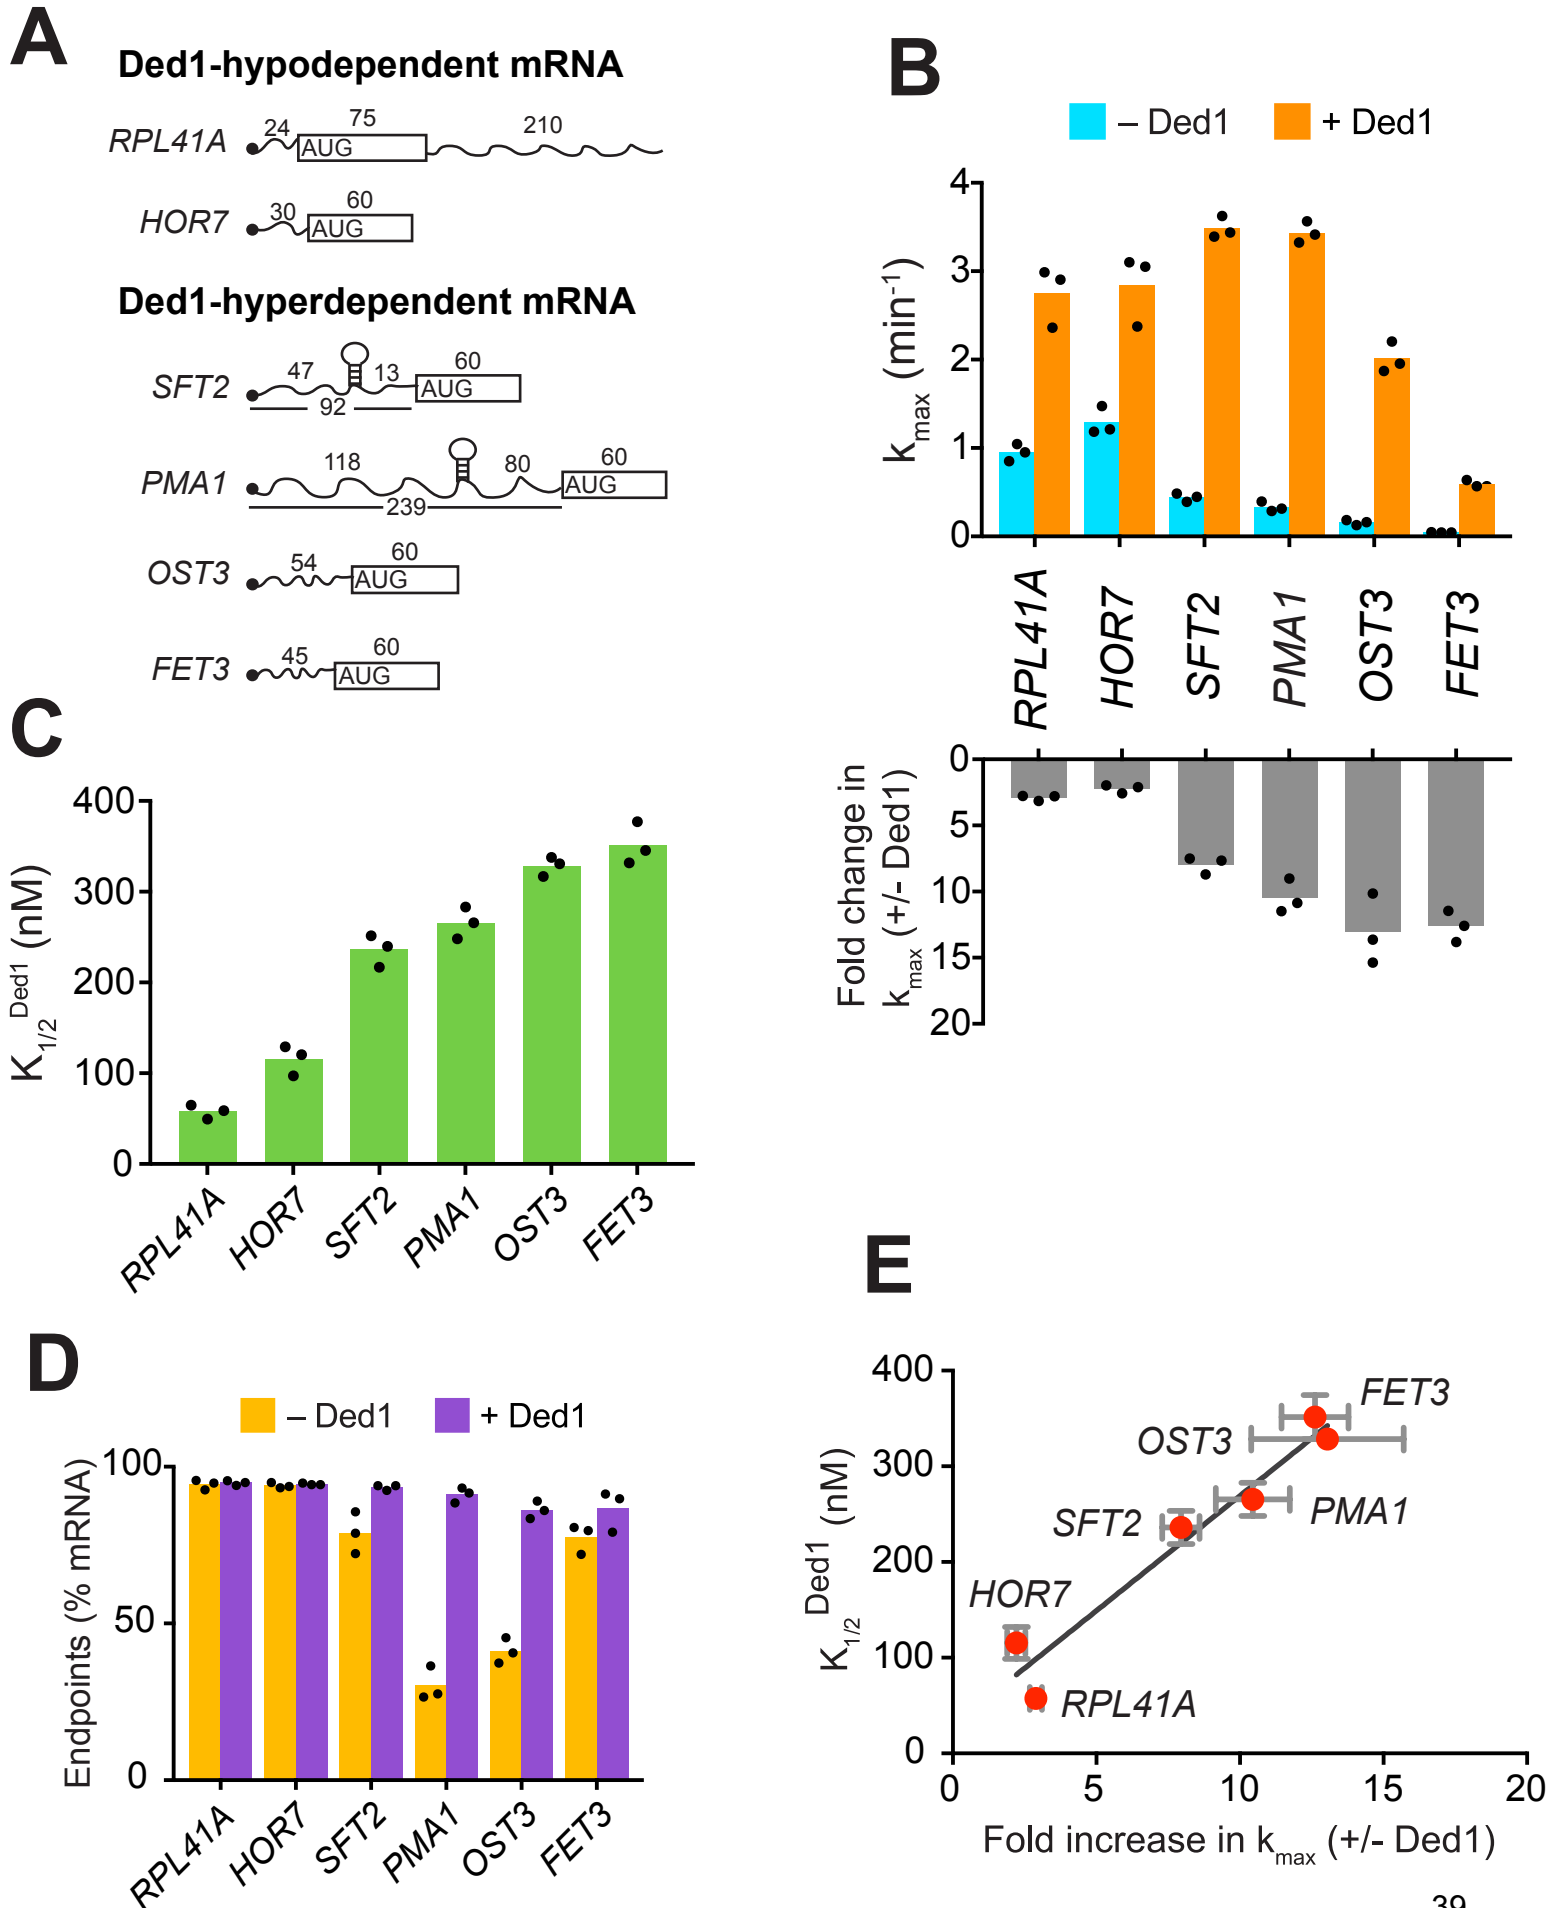 A
Ded1-hypodependent mRNA
RPL41A 24 75 210
AUG
HOR7 30 60
AUG
Ded1-hyperdependent mRNA
SFT2 47 13 60
AUG
92
PMA1 118 80 60
AUG
239
OST3 54 60
AUG
FET3 45 60
AUG
B
– Ded1 + Ded1
kmax (min-1)
4
3
2
1
0
RPL41A HOR7 SFT2 PMA1 OST3 FET3
Fold change in
kmax (+/- Ded1)
0
5
10
15
20
C
K1/2Ded1 (nM)
400
300
200
100
0
RPL41A HOR7 SFT2 PMA1 OST3 FET3
D
– Ded1 + Ded1
Endpoints (% mRNA)
100
50
0
RPL41A HOR7 SFT2 PMA1 OST3 FET3
E
K1/2Ded1 (nM)
400
300
200
100
0
FET3
OST3
PMA1
SFT2
HOR7
RPL41A
0 5 10 15 20
Fold increase in kmax (+/- Ded1)
39